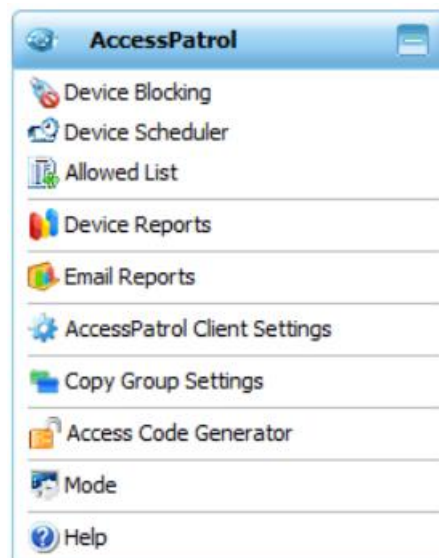 AccessPatrol
Device Blocking
Device Scheduler
Allowed List
Device Reports
Email Reports
AccessPatrol Client Settings
Copy Group Settings
Access Code Generator
Mode
Help